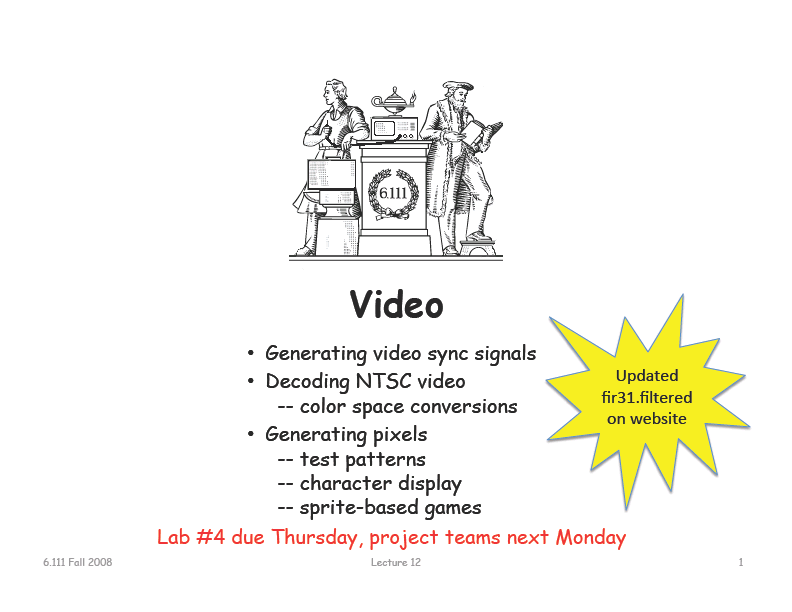 6.111
Video
• Generating video sync signals
• Decoding NTSC video
-- color space conversions
• Generating pixels
-- test patterns
-- character display
-- sprite-based games
Updated
fir31.filtered
on website
Lab #4 due Thursday, project teams next Monday
6.111 Fall 2008
Lecture 12
1